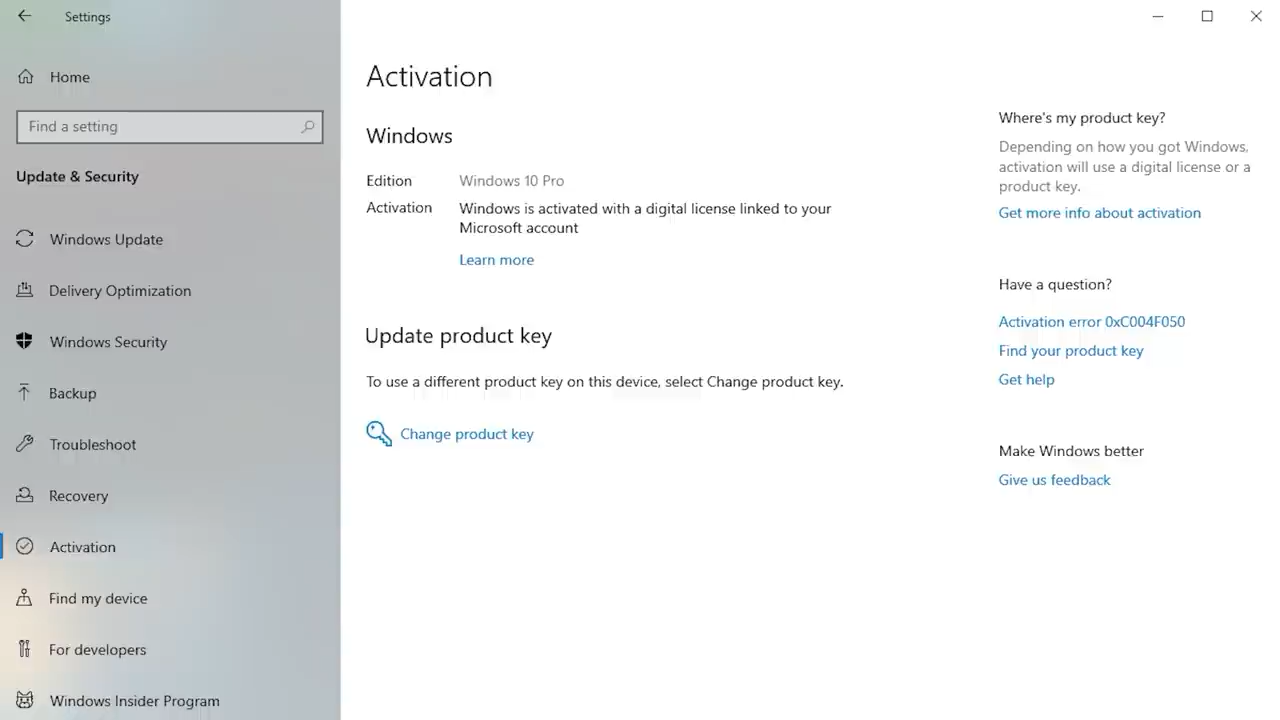 Settings
Home
Find a setting
Update & Security
Windows Update
Delivery Optimization
Windows Security
Backup
Troubleshoot
Recovery
Activation
Find my device
For developers
Windows Insider Program
Activation
Windows
Edition Windows 10 Pro
Activation Windows is activated with a digital license linked to your
Microsoft account
Learn more
Update product key
To use a different product key on this device, select Change product key.
Change product key
Where's my product key?
Depending on how you got Windows,
activation will use a digital license or a
product key.
Get more info about activation
Have a question?
Activation error 0xC004F050
Find your product key
Get help
Make Windows better
Give us feedback